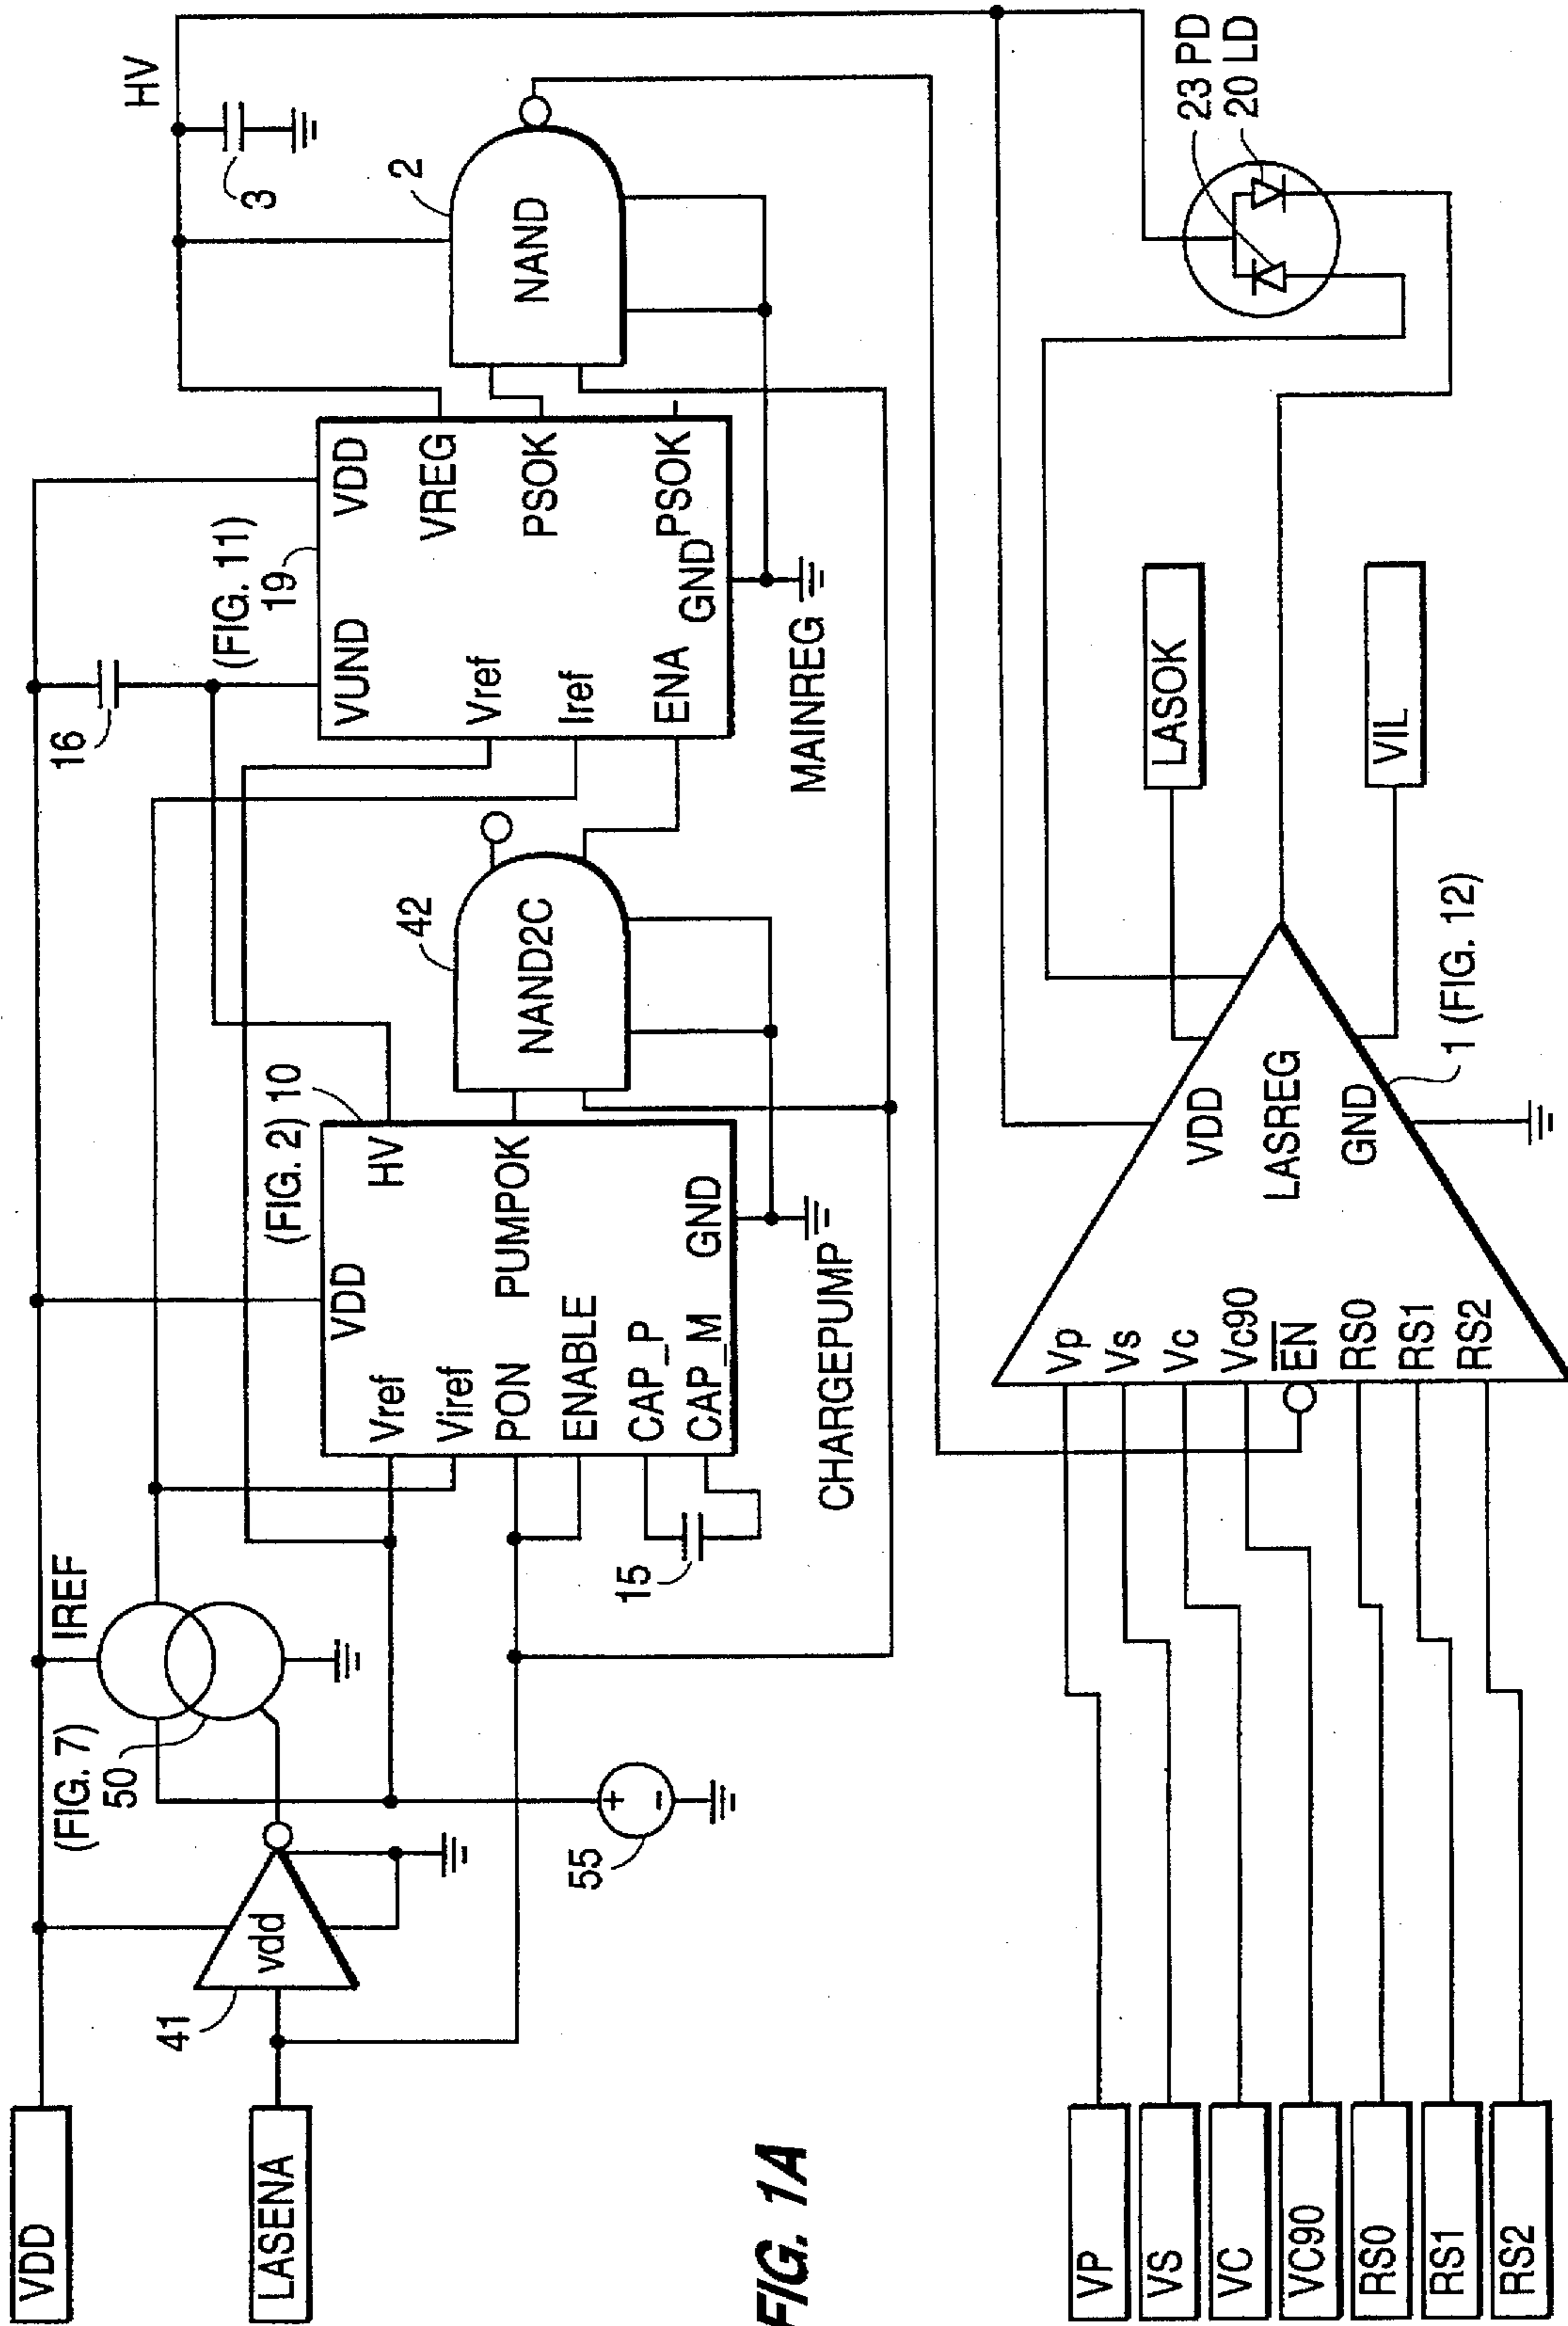 VDD
LASENA
41
vdd
(FIG. 7)
50
IREF
55
15
(FIG. 2) 10
VDD
HV
Vref
Viref
PON
PUMPOK
ENABLE
CAP_P
CAP_M
GND
CHARGEPUMP
42
NAND2C
16
(FIG. 11)
19
VUND
VDD
Vref
VREG
Iref
PSOK
ENA
GND
PSOK
MAINREG
HV
3
2
NAND
FIG. 1A
VP
VS
VC
VC90
RS0
RS1
RS2
Vp
Vs
Vc
Vc90
EN
RS0
RS1
RS2
VDD
LASREG
GND
1 (FIG. 12)
LASOK
VIL
23 PD
20 LD